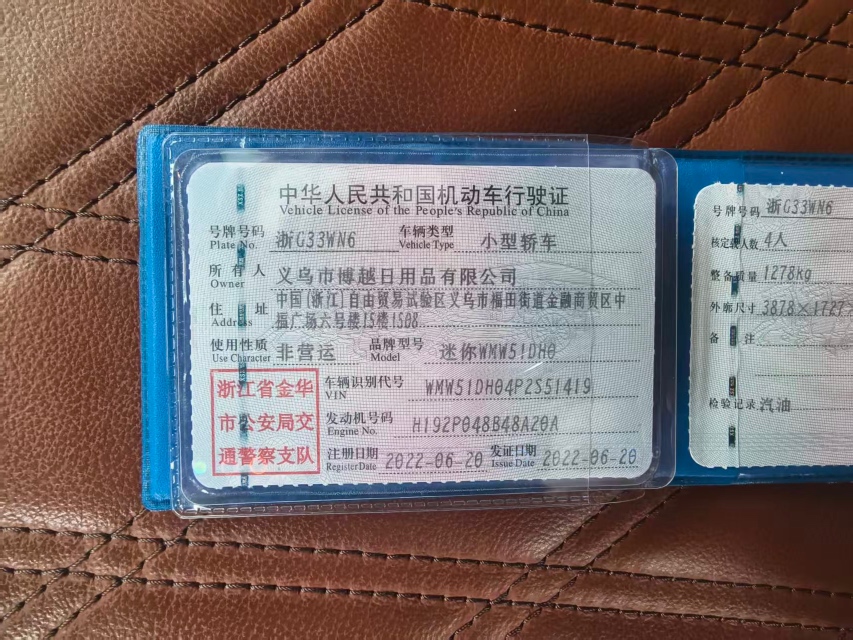 中华人民共和国机动车行驶证
Vehicle License of the People's Republic of China
号牌号码 浙G33WN6 车辆类型 小型轿车
Plate No. Vehicle Type
所有人 义乌市博越日用品有限公司
Owner
住址 中国(浙江)自由贸易试验区义乌市福田街道金融商贸区中
Address 福广场六号楼15楼1508
使用性质 非营运 品牌型号 迷你WMW51DH0
Use Character Model
浙江省金华
市公安局交
通警察支队
车辆识别代号 WMW51DH04P2S51419
VIN
发动机号码 H192P048B48A20A
Engine No.
注册日期 2022-06-20 发证日期 2022-06-20
Register Date Issue Date
号牌号码 浙G33WN6
核定载人数 4人
整备质量 1278kg
外廓尺寸 3878×1727×
备注
检验记录 汽油